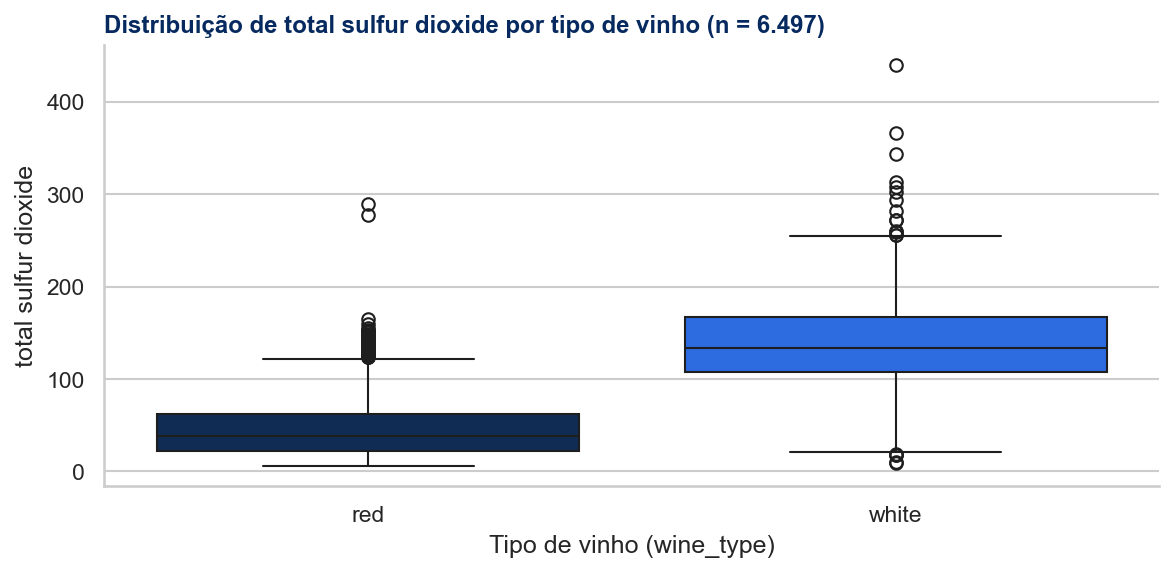 Distribuição de total sulfur dioxide por tipo de vinho (n = 6.497)
total sulfur dioxide
400
300
200
100
0
red white
Tipo de vinho (wine_type)